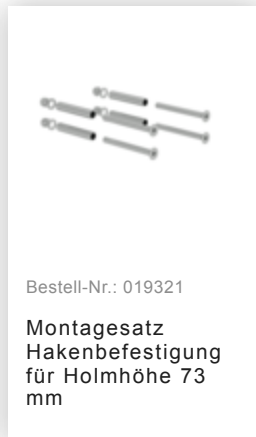 Bestell-Nr.: 019321
Montagesatz
Hakenbefestigung
für Holmhöhe 73
mm